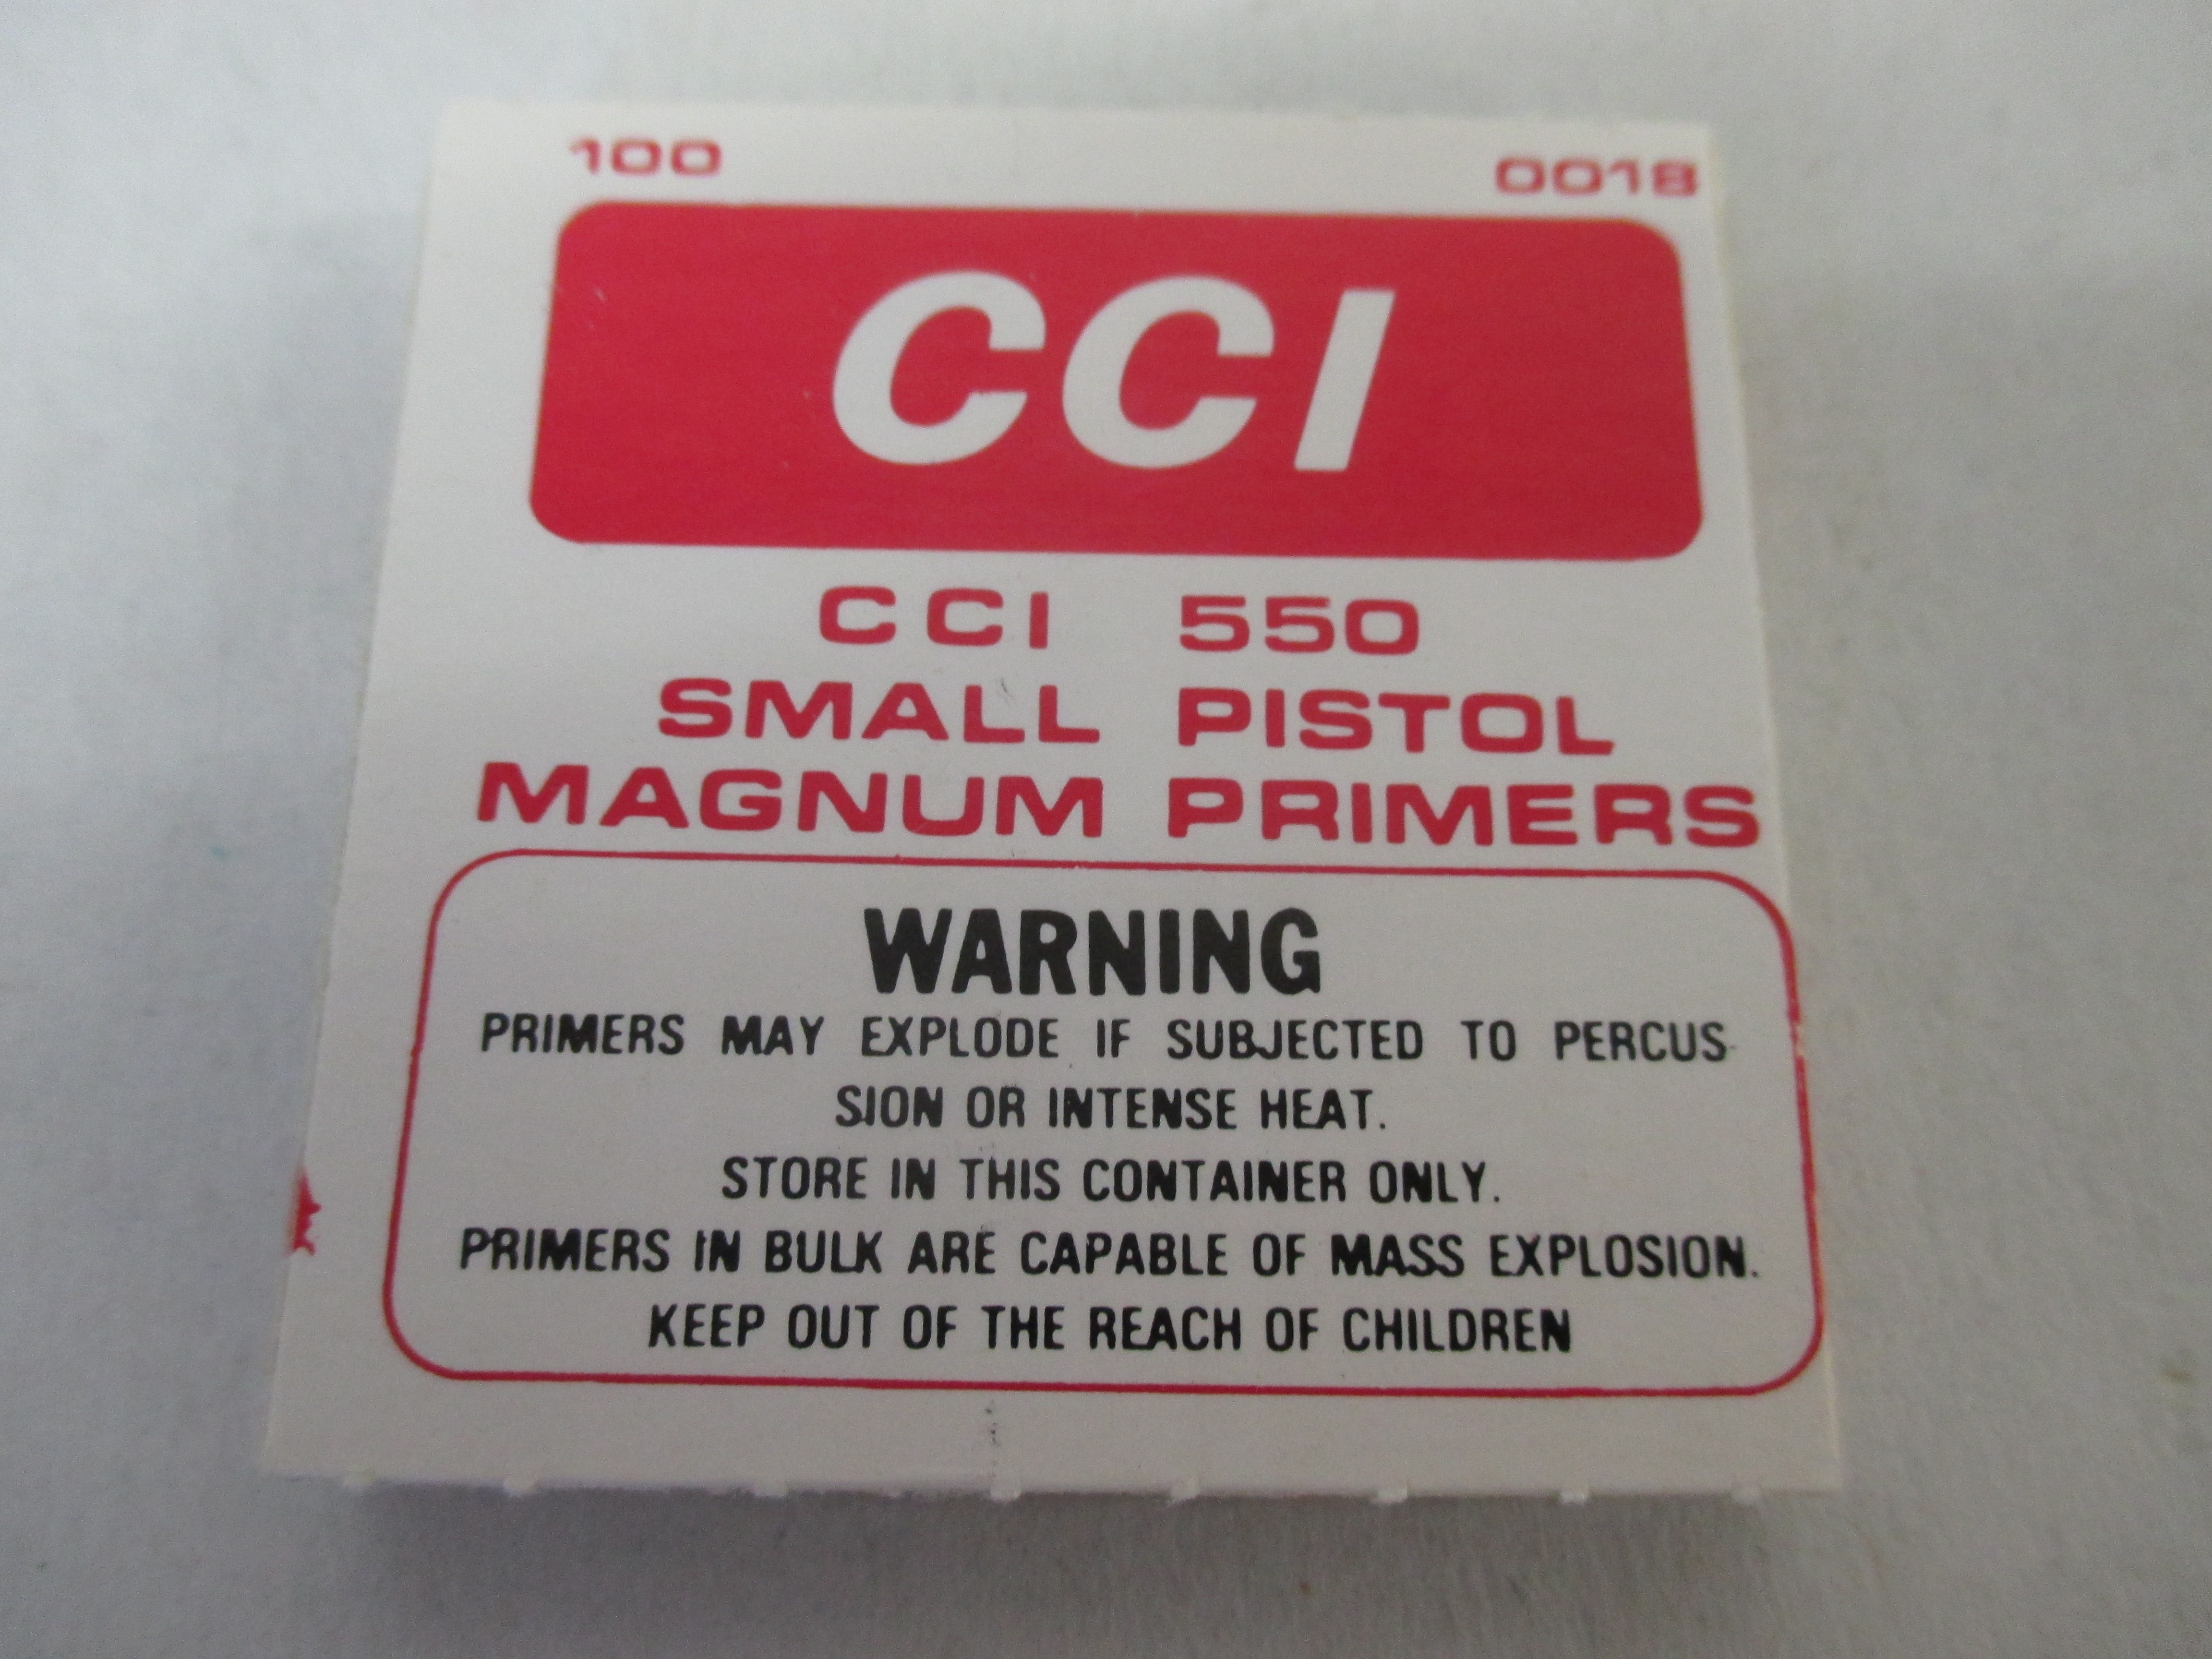 100 0018
CCI
CCI 550
SMALL PISTOL
MAGNUM PRIMERS
WARNING
PRIMERS MAY EXPLODE IF SUBJECTED TO PERCUS-
SION OR INTENSE HEAT.
STORE IN THIS CONTAINER ONLY.
PRIMERS IN BULK ARE CAPABLE OF MASS EXPLOSION.
KEEP OUT OF THE REACH OF CHILDREN